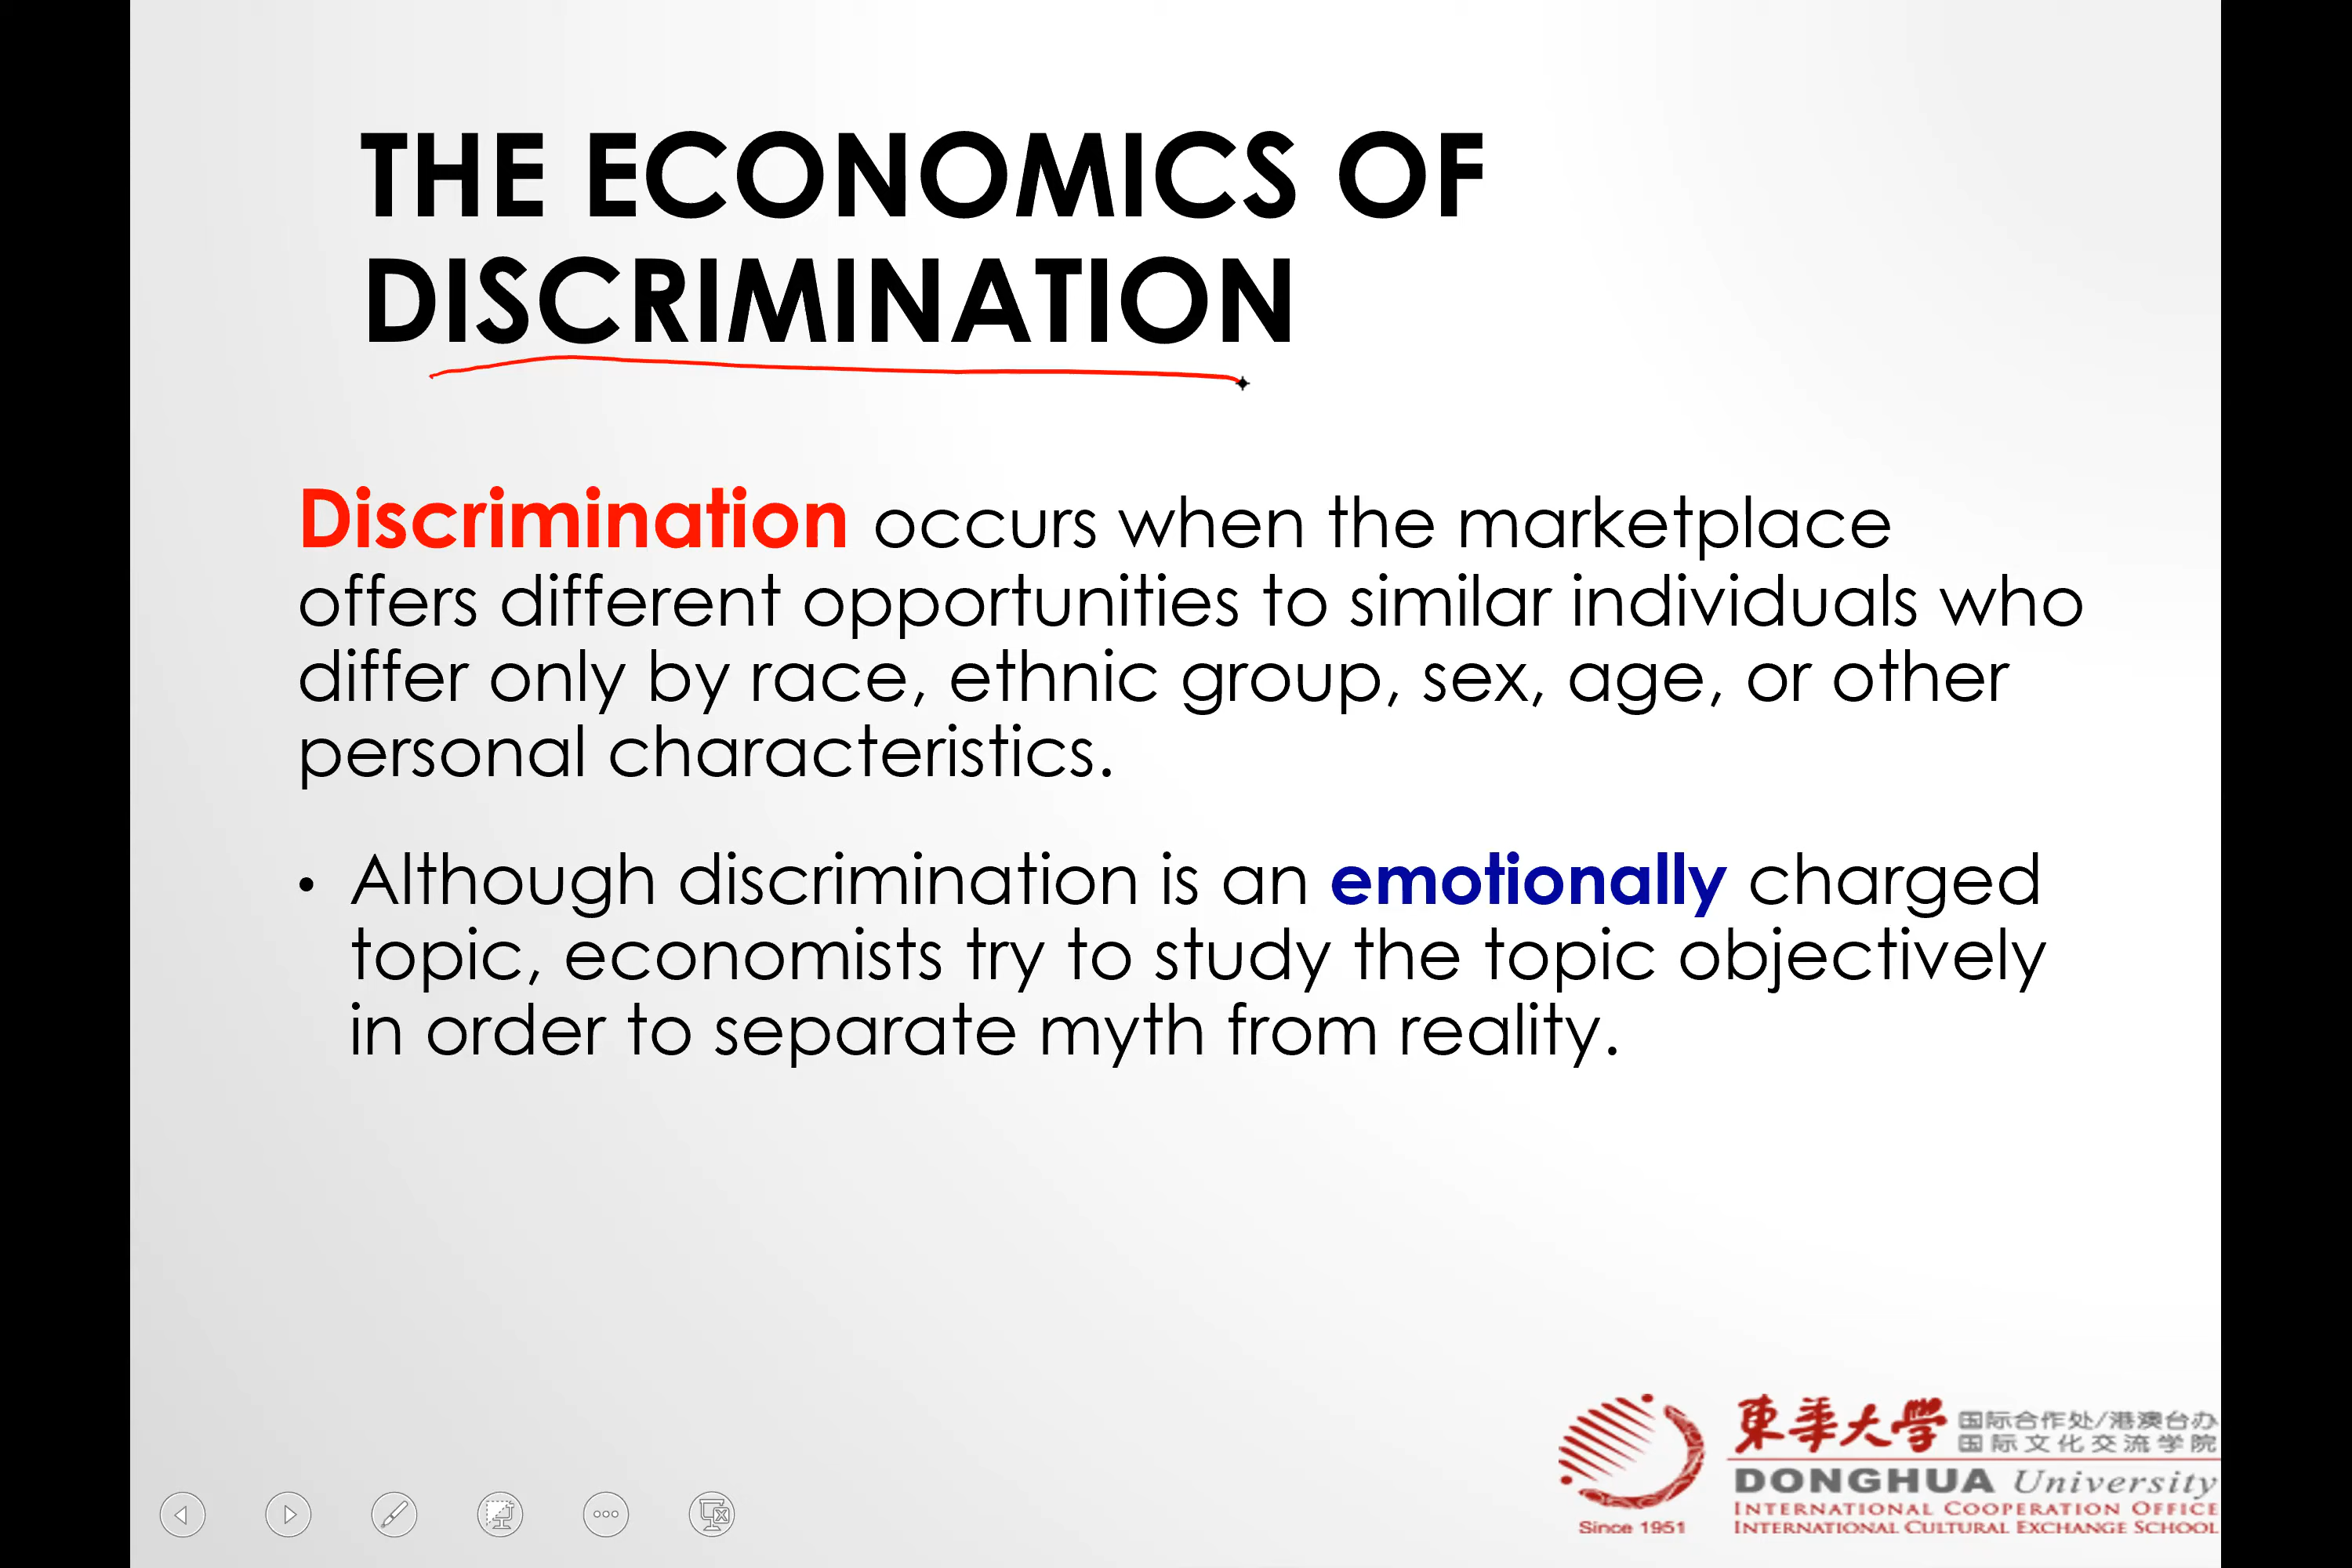 THE ECONOMICS OF
DISCRIMINATION
Discrimination occurs when the marketplace
offers different opportunities to similar individuals who
differ only by race, ethnic group, sex, age, or other
personal characteristics.
• Although discrimination is an emotionally charged
topic, economists try to study the topic objectively
in order to separate myth from reality.
東華大學
国际合作处/港澳台办
国际文化交流学院
DONGHUA University
INTERNATIONAL COOPERATION OFFICE
INTERNATIONAL CULTURAL EXCHANGE SCHOOL
Since 1951